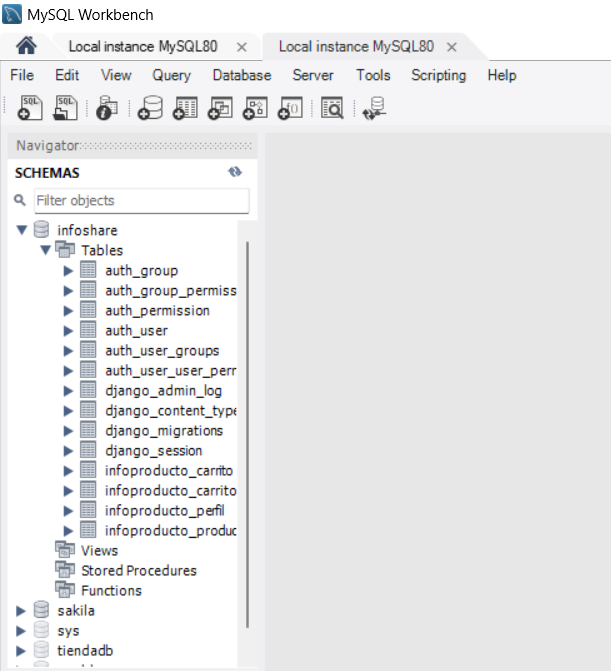 MySQL Workbench
Local instance MySQL80 Local instance MySQL80
File Edit View Query Database Server Tools Scripting Help
SQL SQL
Navigator
SCHEMAS
Filter objects
infoshare
Tables
auth_group
auth_group_permiss
auth_permission
auth_user
auth_user_groups
auth_user_user_perr
django_admin_log
django_content_type
django_migrations
django_session
infoproducto_carrito
infoproducto_carrito
infoproducto_perfil
infoproducto_produc
Views
Stored Procedures
Functions
sakila
sys
tiendadb